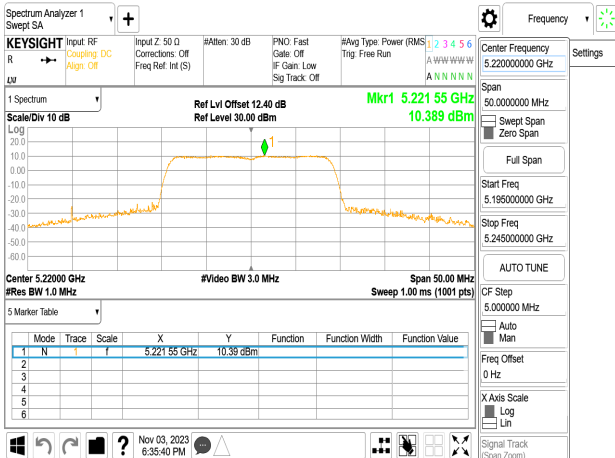 Spectrum Analyzer 1
Swept SA
▼
+
Frequency ▼
KEYSIGHT
R
LNI
Input: RF
Coupling: DC
Align: Off
Input Z: 50 Ω
Corrections: Off
Freq Ref: Int (S)
#Atten: 30 dB
PNO: Fast
Gate: Off
IF Gain: Low
Sig Track: Off
#Avg Type: Power (RMS
Trig: Free Run
1 2 3 4 5 6
A W W W W W
A N N N N N
Center Frequency
5.220000000 GHz
Settings
Span
50.0000000 MHz
Swept Span
Zero Span
Full Span
Start Freq
5.195000000 GHz
Stop Freq
5.245000000 GHz
AUTO TUNE
CF Step
5.000000 MHz
Auto
Man
Freq Offset
0 Hz
X Axis Scale
Log
Lin
Signal Track
(Span Zoom)
1 Spectrum ▼
Scale/Div 10 dB
Ref Lvl Offset 12.40 dB
Ref Level 30.00 dBm
Mkr1 5.221 55 GHz
10.389 dBm
Log
20.0
10.0
0.00
-10.0
-20.0
-30.0
-40.0
-50.0
-60.0
1
Center 5.22000 GHz
#Res BW 1.0 MHz
#Video BW 3.0 MHz
Span 50.00 MHz
Sweep 1.00 ms (1001 pts)
5 Marker Table ▼
Mode Trace Scale X Y Function Function Width Function Value
1 N 1 f 5.221 55 GHz 10.39 dBm
2
3
4
5
6
?
Nov 03, 2023
6:35:40 PM